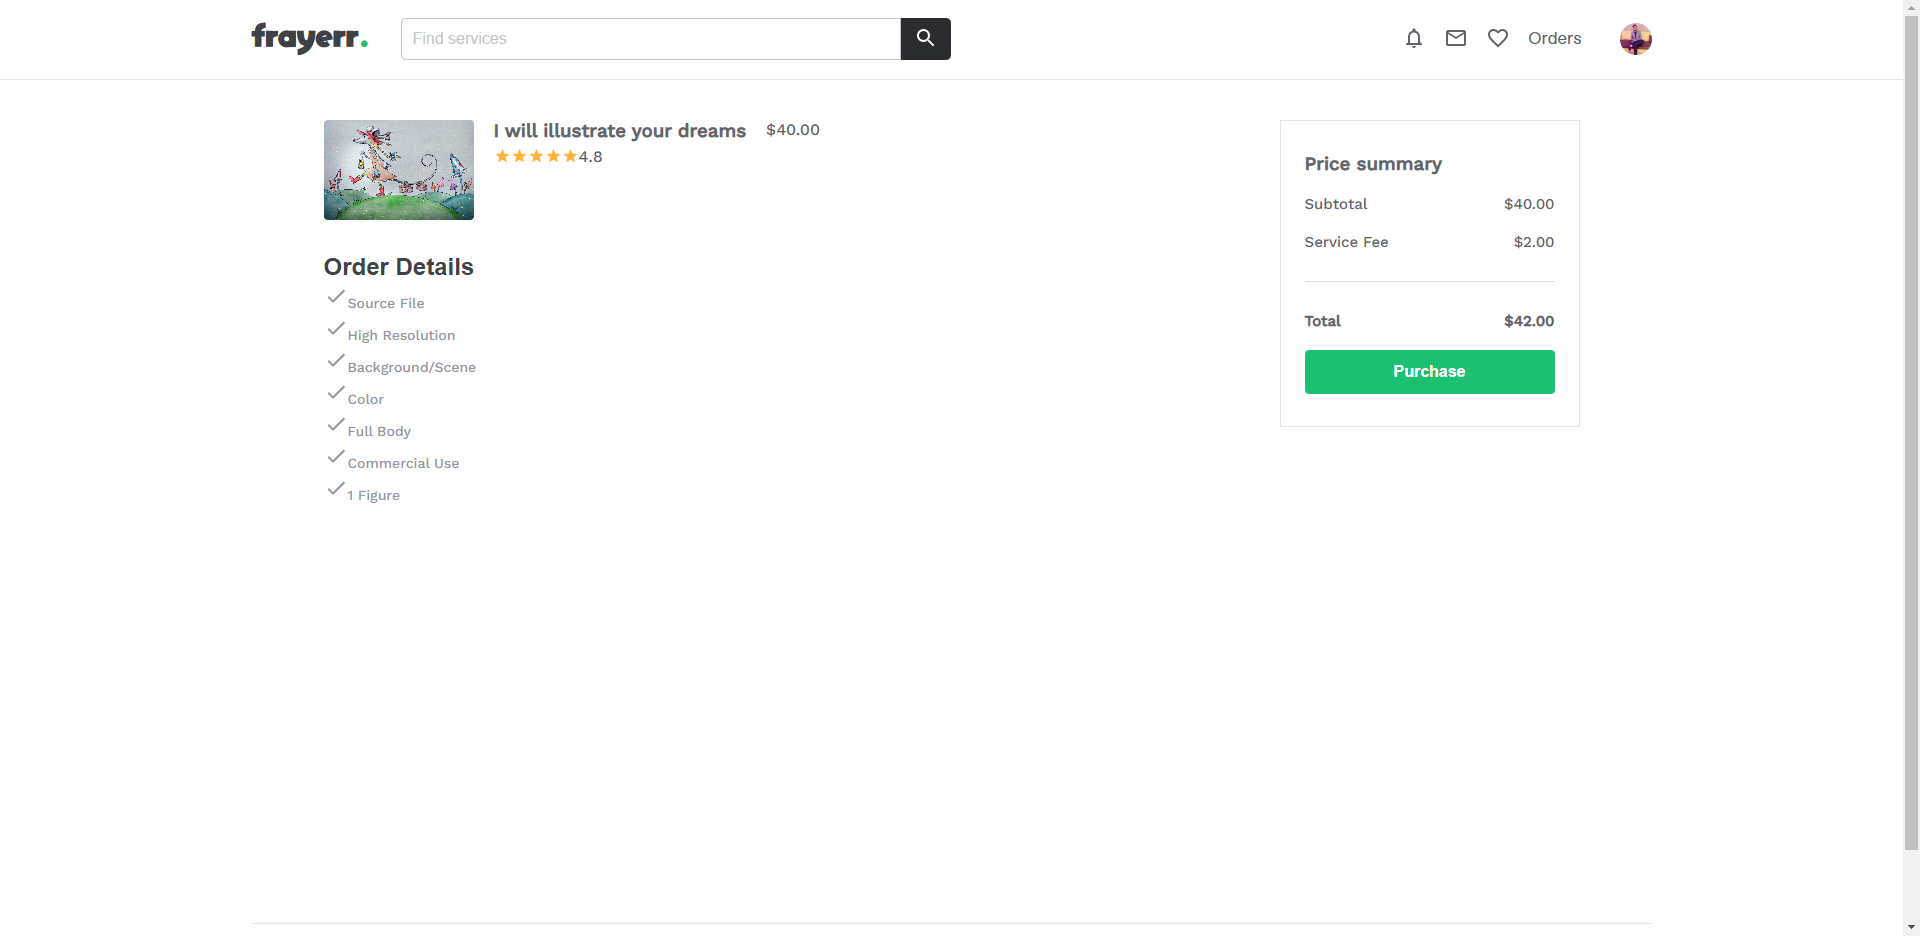 frayerr.
Find services
Orders
I will illustrate your dreams
$40.00
4.8
Order Details
Source File
High Resolution
Background/Scene
Color
Full Body
Commercial Use
1 Figure
Price summary
Subtotal $40.00
Service Fee $2.00
Total $42.00
Purchase